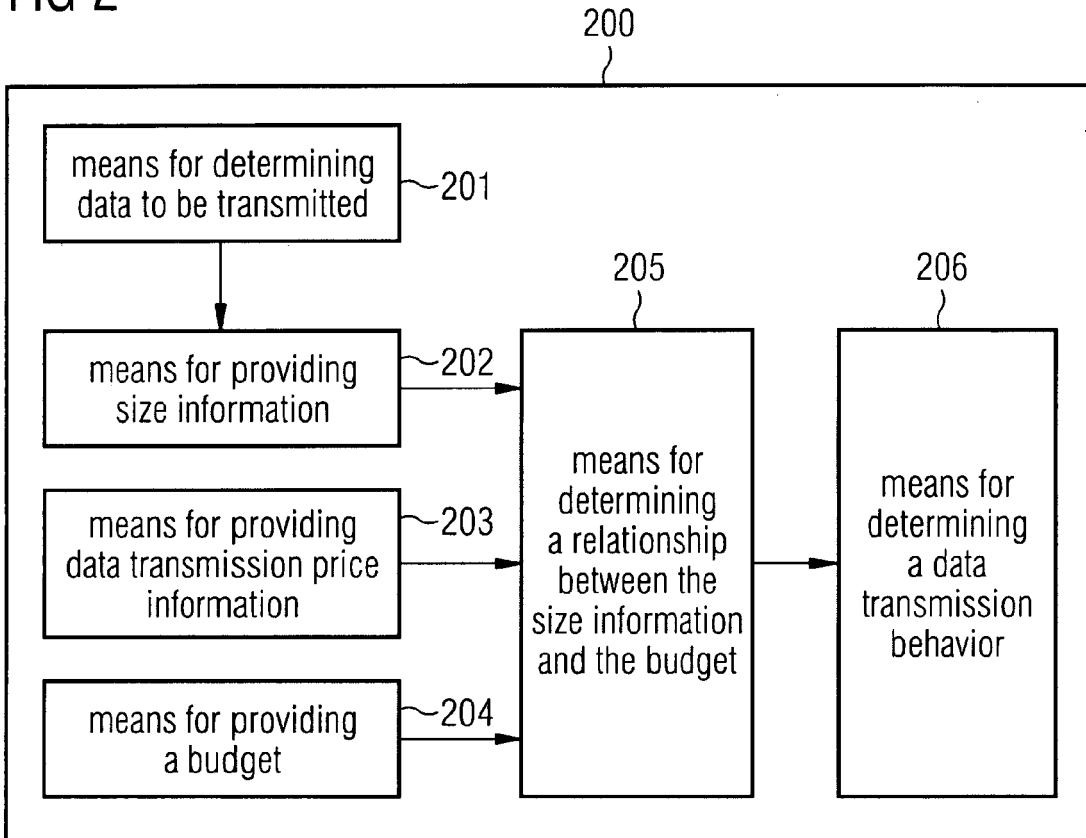 FIG 2
200
means for determining
data to be transmitted
201
205
206
means for providing
size information
202
means for providing
data transmission price
information
203
means for providing
a budget
204
means for
determining
a relationship
between the
size information
and the budget
means for
determining
a data
transmission
behavior